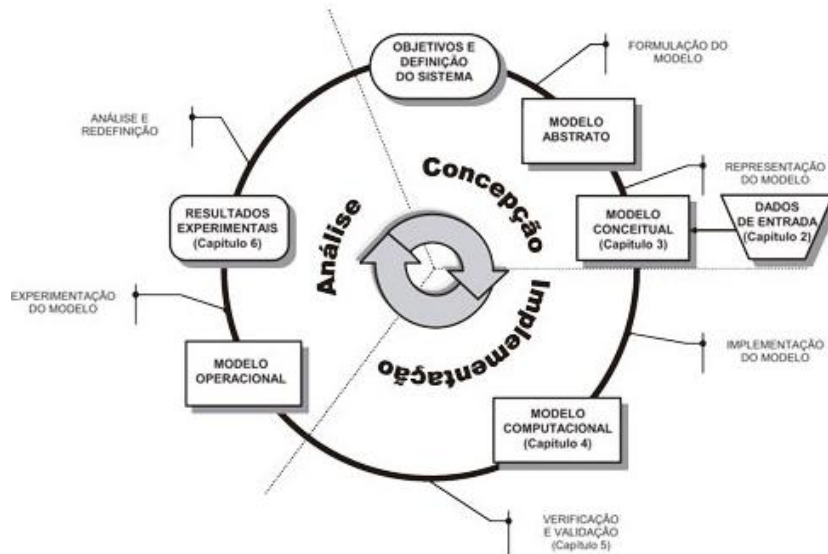 OBJETIVOS E
DEFINIÇÃO
DO SISTEMA
FORMULAÇÃO DO
MODELO
MODELO
ABSTRATO
REPRESENTAÇÃO
DO MODELO
MODELO
CONCEITUAL
(Capítulo 3)
DADOS
DE ENTRADA
(Capítulo 2)
IMPLEMENTAÇÃO
DO MODELO
MODELO
COMPUTACIONAL
(Capítulo 4)
VERIFICAÇÃO
E VALIDAÇÃO
(Capítulo 5)
MODELO
OPERACIONAL
EXPERIMENTAÇÃO
DO MODELO
RESULTADOS
EXPERIMENTAIS
(Capítulo 6)
ANÁLISE E
REDEFINIÇÃO
Concepção
Implementação
Análise